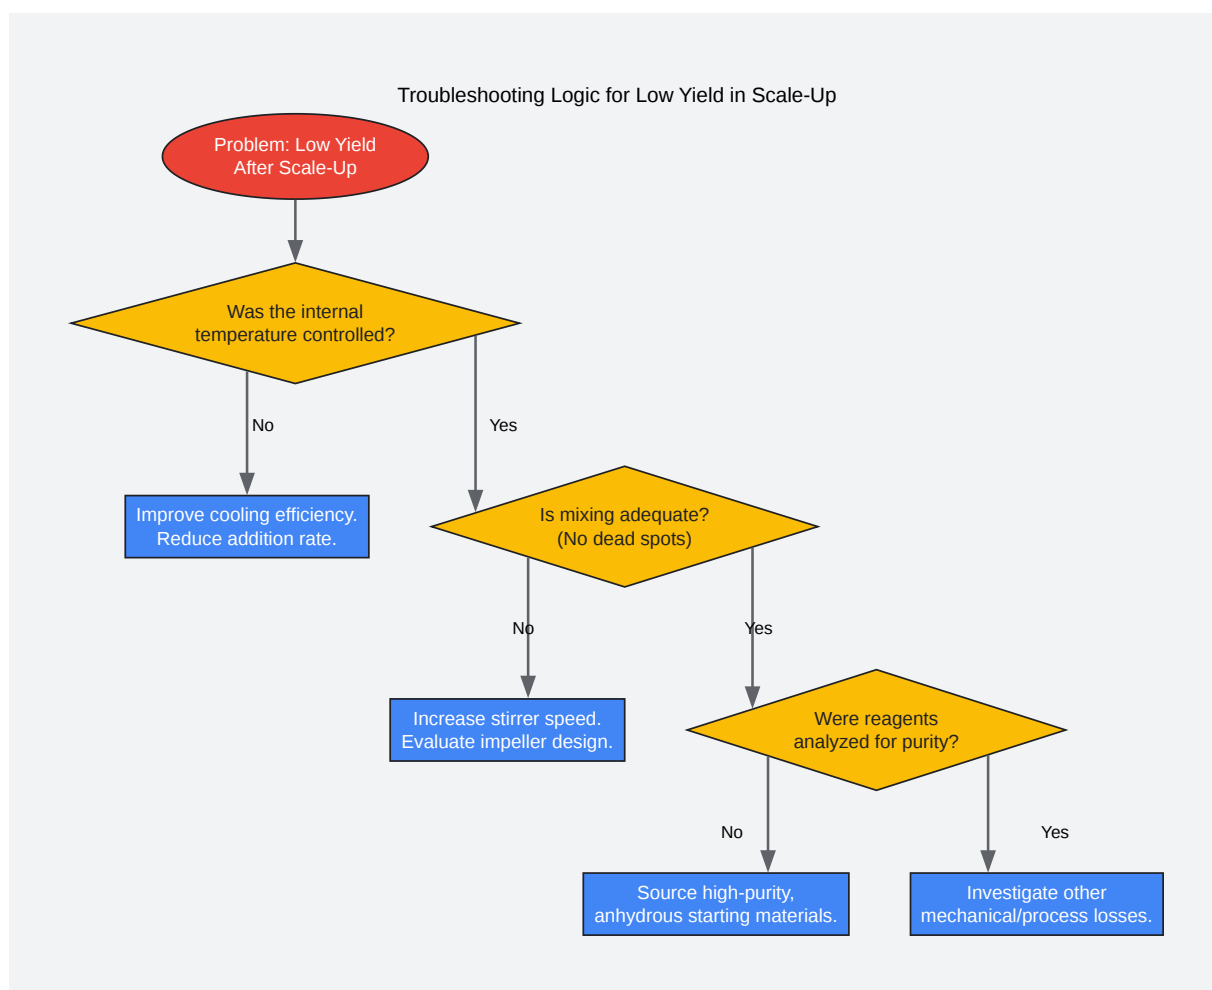 Troubleshooting Logic for Low Yield in Scale-Up
Problem: Low Yield
After Scale-Up
Was the internal
temperature controlled?
No
Yes
Improve cooling efficiency.
Reduce addition rate.
Is mixing adequate?
(No dead spots)
No
Yes
Increase stirrer speed.
Evaluate impeller design.
Were reagents
analyzed for purity?
No
Yes
Source high-purity,
anhydrous starting materials.
Investigate other
mechanical/process losses.